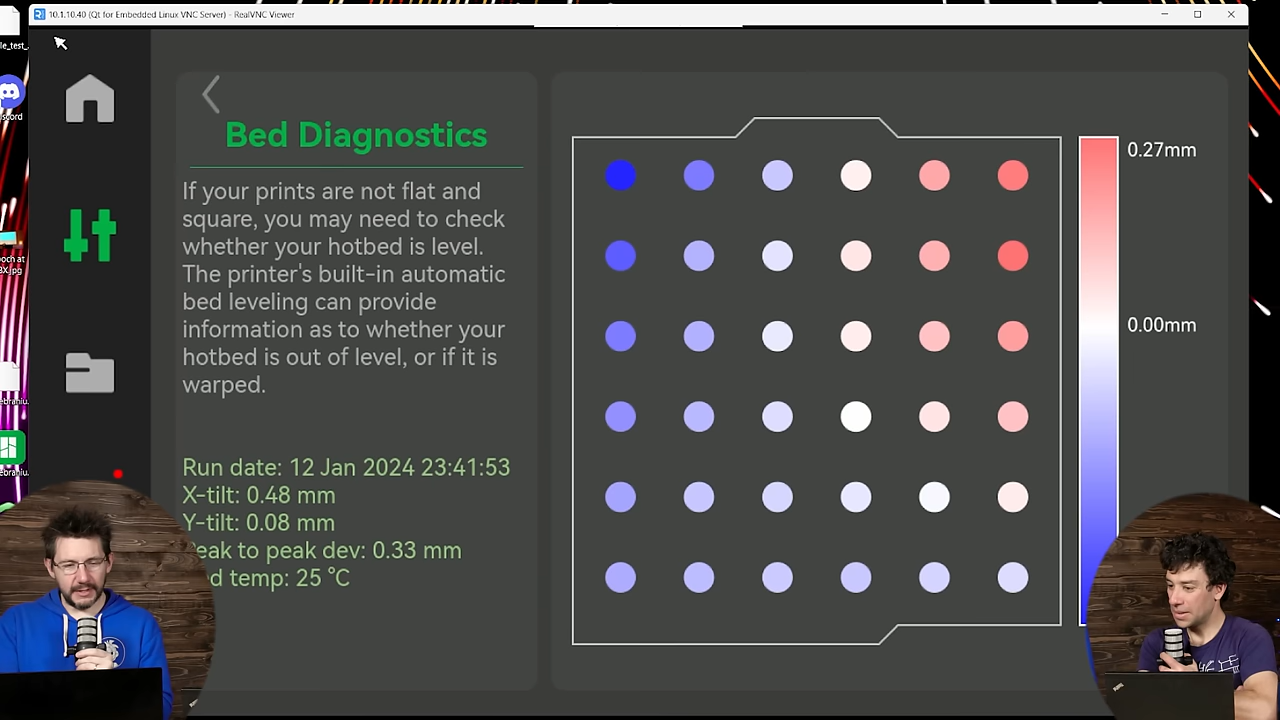 10.1.10.40 (Qt for Embedded Linux VNC Server) - RealVNC Viewer
Bed Diagnostics
If your prints are not flat and
square, you may need to check
whether your hotbed is level.
The printer's built-in automatic
bed leveling can provide
information as to whether your
hotbed is out of level, or if it is
warped.
Run date: 12 Jan 2024 23:41:53
X-tilt: 0.48 mm
Y-tilt: 0.08 mm
to peak dev: 0.33 mm
temp: 25 °C
0.27mm
0.00mm